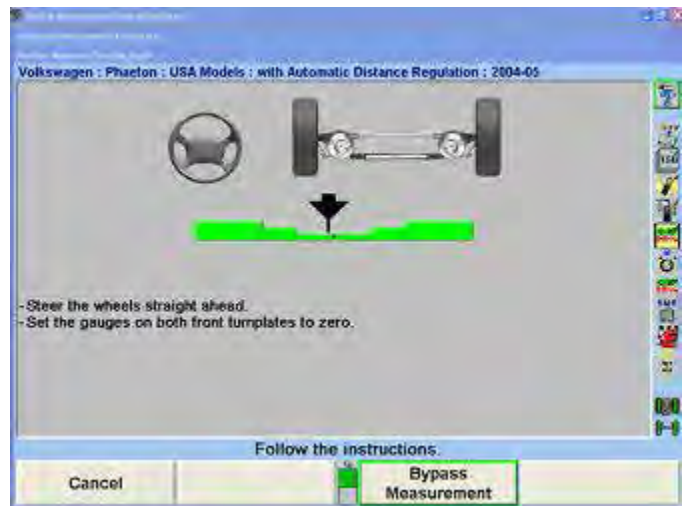 Volkswagen : Phaeton : USA Models : with Automatic Distance Regulation : 2004-05
-Steer the wheels straight ahead.
-Set the gauges on both front turnplates to zero.
Follow the instructions.
Cancel
Bypass
Measurement